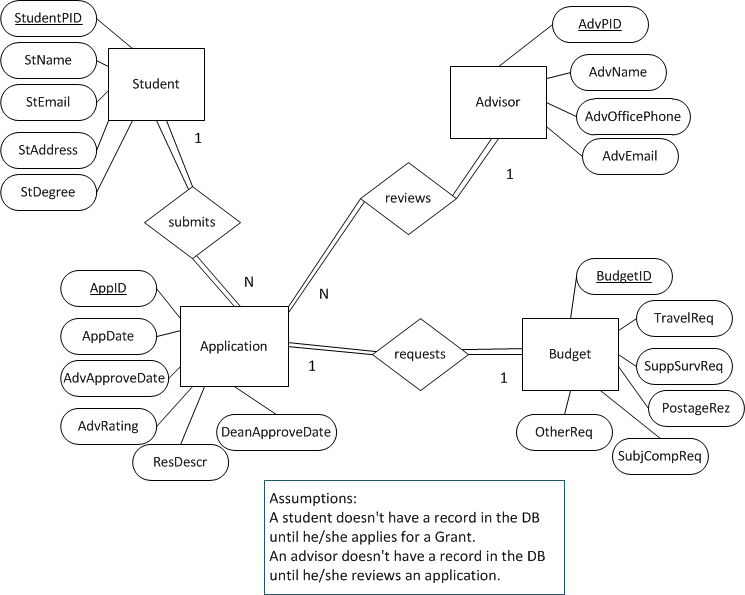 StudentPID
StName
StEmail
StAddress
StDegree
Student
1
submits
N
AdvPID
AdvName
AdvOfficePhone
AdvEmail
Advisor
1
reviews
N
AppID
AppDate
AdvApproveDate
AdvRating
ResDescr
DeanApproveDate
Application
1
requests
1
Budget
BudgetID
TravelReq
SuppSurvReq
PostageRez
SubjCompReq
OtherReq
Assumptions:
A student doesn't have a record in the DB
until he/she applies for a Grant.
An advisor doesn't have a record in the DB
until he/she reviews an application.